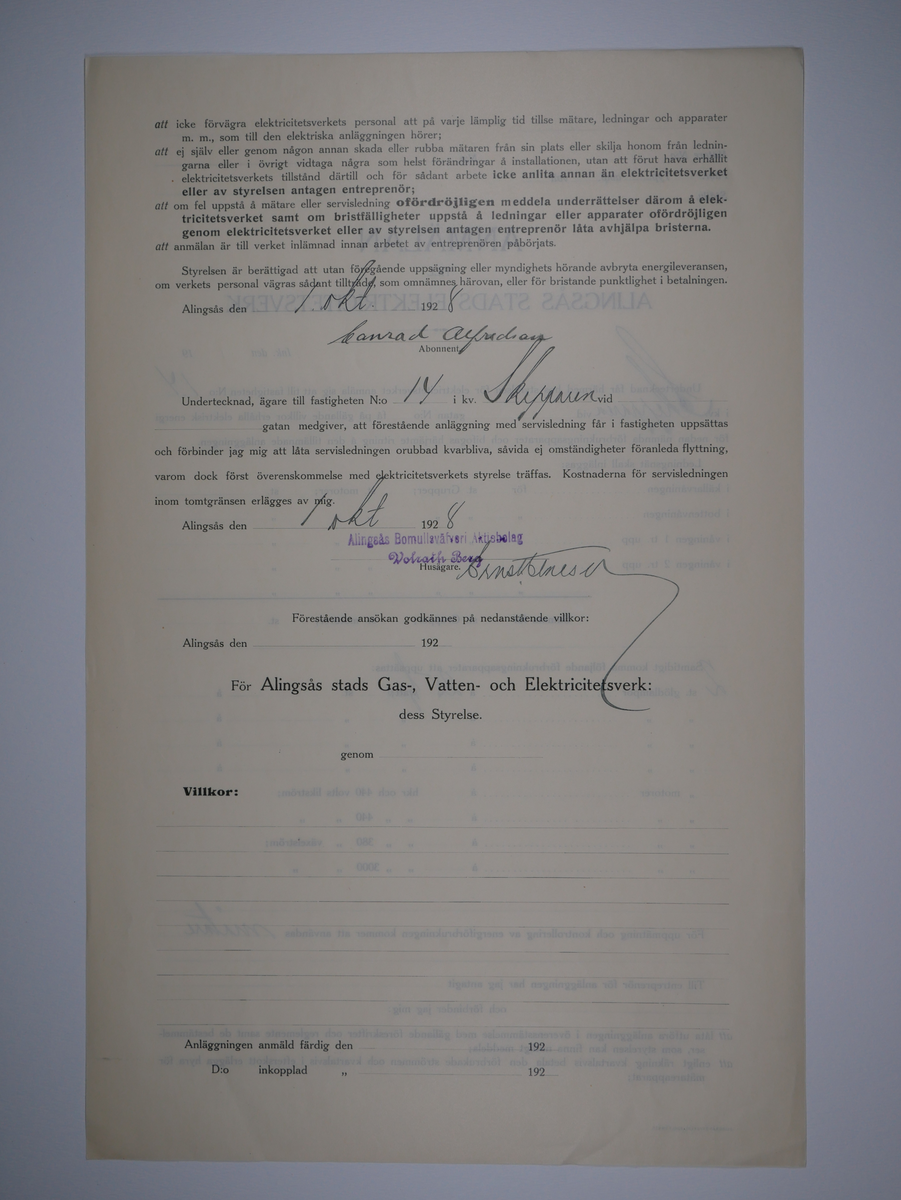 att icke förvägra elektricitetsverkets personal att på varje lämplig tid tillse mätare, ledningar och apparater
m. m., som till den elektriska anläggningen hörer;
att ej själv eller genom någon annan skada eller rubba mätaren från sin plats eller skilja honom från lednin-
garna eller i övrigt vidtaga några som helst förändringar å installationen, utan att förut hava erhållit
elektricitetsverkets tillstånd därtill och för sådant arbete icke anlita annan än elektricitetsverket
eller av styrelsen antagen entreprenör;
att om fel uppstå å mätare eller servisledning ofördröjligen meddela underrättelser därom å elek-
tricitetsverket samt om bristfälligheter uppstå å ledningar eller apparater ofördröjligen
genom elektricitetsverket eller av styrelsen antagen entreprenör låta avhjälpa bristerna.
att anmälan är till verket inlämnad innan arbetet av entreprenören påbörjats.
Styrelsen är berättigad att utan föregående uppsägning eller myndighets hörande avbryta energileveransen,
om verkets personal vägras sådant tillträde, som omnämnes härovan, eller för bristande punktlighet i betalningen.
Alingsås den 1 okt. 1928
Conrad Alfredson
Abonnent
Undertecknad, ägare till fastigheten N:o 14 i kv. Skepparen vid
gatan medgiver, att förestående anläggning med servisledning får i fastigheten uppsättas
och förbinder jag mig att låta servisledningen orubbad kvarbliva, såvida ej omständigheter föranleda flyttning,
varom dock först överenskommelse med elektricitetsverkets styrelse träffas. Kostnaderna för servisledningen
inom tomtgränsen erlägges av mig.
Alingsås den 1 okt 1928
Alingsås Bomullsväfveri Aktiebolag
Volrath Berg
Husägare.
Förestående ansökan godkännes på nedanstående villkor:
Alingsås den 192
För Alingsås stads Gas-, Vatten- och Elektricitetsverk:
dess Styrelse.
genom
Villkor:
Anläggningen anmäld färdig den 192
D:o inkopplad „ 192